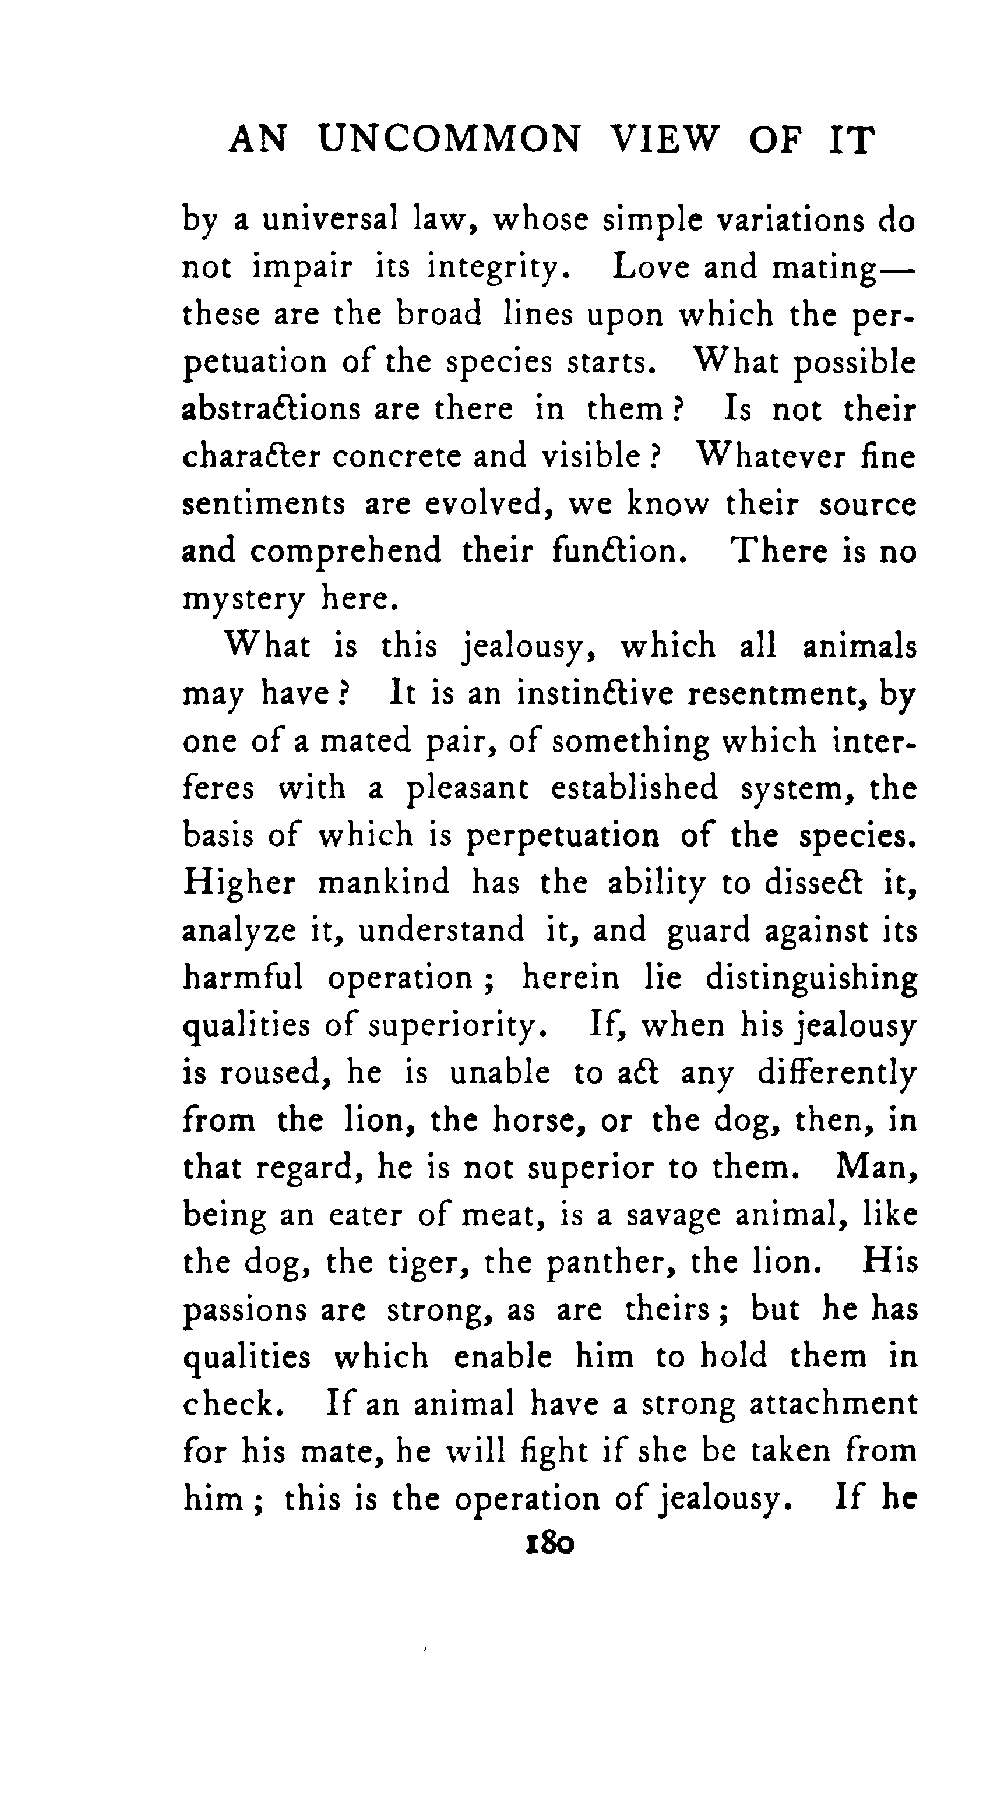 AN UNCOMMON VIEW OF IT
by a universal law, whose simple variations do
not impair its integrity. Love and mating—
these are the broad lines upon which the per-
petuation of the species starts. What possible
abstractions are there in them ? Is not their
character concrete and visible ? Whatever fine
sentiments are evolved, we know their source
and comprehend their function. There is no
mystery here.
What is this jealousy, which all animals
may have ? It is an instinctive resentment, by
one of a mated pair, of something which inter-
feres with a pleasant established system, the
basis of which is perpetuation of the species.
Higher mankind has the ability to dissect it,
analyze it, understand it, and guard against its
harmful operation ; herein lie distinguishing
qualities of superiority. If, when his jealousy
is roused, he is unable to act any differently
from the lion, the horse, or the dog, then, in
that regard, he is not superior to them. Man,
being an eater of meat, is a savage animal, like
the dog, the tiger, the panther, the lion. His
passions are strong, as are theirs ; but he has
qualities which enable him to hold them in
check. If an animal have a strong attachment
for his mate, he will fight if she be taken from
him ; this is the operation of jealousy. If he
180